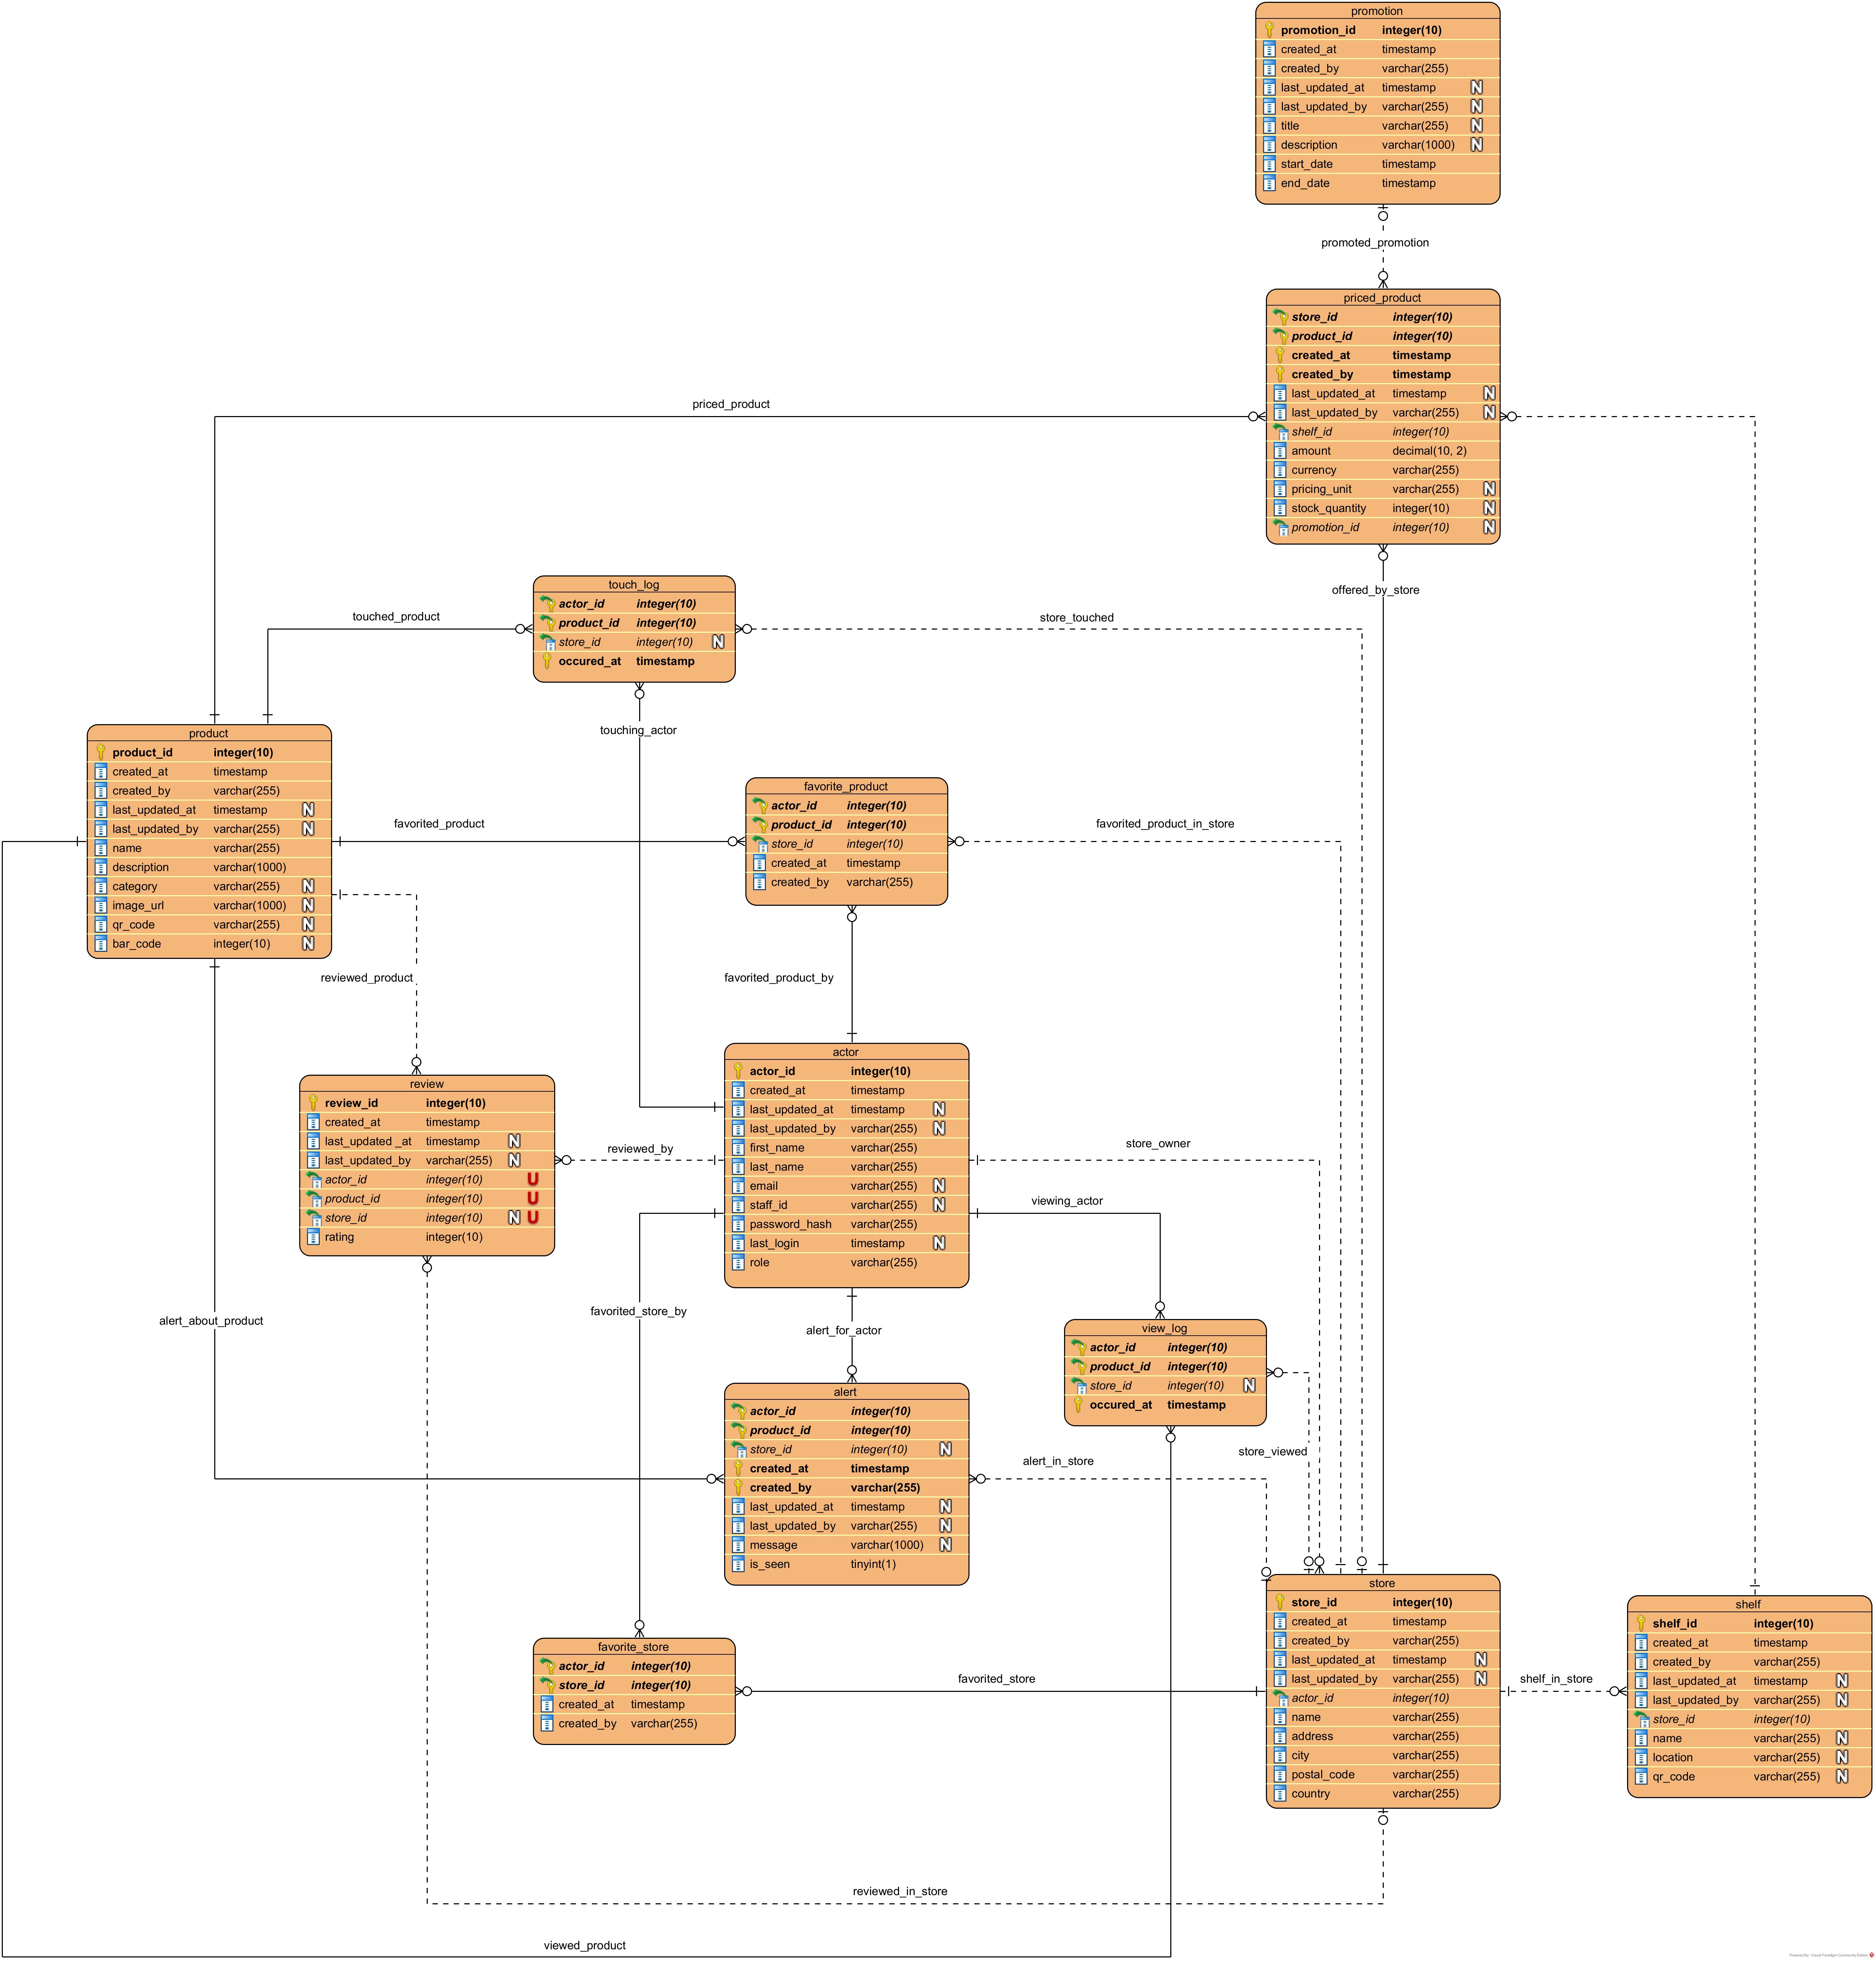 promotion
promotion_id integer(10)
created_at timestamp
created_by varchar(255)
last_updated_at timestamp N
last_updated_by varchar(255) N
title varchar(255) N
description varchar(1000) N
start_date timestamp
end_date timestamp
promoted_promotion
priced_product
store_id integer(10)
product_id integer(10)
created_at timestamp
created_by timestamp
last_updated_at timestamp N
last_updated_by varchar(255) N
shelf_id integer(10)
amount decimal(10, 2)
currency varchar(255)
pricing_unit varchar(255) N
stock_quantity integer(10) N
promotion_id integer(10) N
priced_product
offered_by_store
touch_log
actor_id integer(10)
product_id integer(10)
store_id integer(10) N
occured_at timestamp
touched_product
store_touched
touching_actor
product
product_id integer(10)
created_at timestamp
created_by varchar(255)
last_updated_at timestamp N
last_updated_by varchar(255) N
name varchar(255)
description varchar(1000)
category varchar(255) N
image_url varchar(1000) N
qr_code varchar(255) N
bar_code integer(10) N
favorite_product
actor_id integer(10)
product_id integer(10)
store_id integer(10)
created_at timestamp
created_by varchar(255)
favorited_product
favorited_product_in_store
reviewed_product
favorited_product_by
actor
actor_id integer(10)
created_at timestamp
last_updated_at timestamp N
last_updated_by varchar(255) N
first_name varchar(255)
last_name varchar(255)
email varchar(255) N
staff_id varchar(255) N
password_hash varchar(255)
last_login timestamp N
role varchar(255)
review
review_id integer(10)
created_at timestamp
last_updated _at timestamp N
last_updated_by varchar(255) N
actor_id integer(10) U
product_id integer(10) U
store_id integer(10) N U
rating integer(10)
reviewed_by
store_owner
viewing_actor
favorited_store_by
alert_about_product
alert_for_actor
view_log
actor_id integer(10)
product_id integer(10)
store_id integer(10) N
occured_at timestamp
alert
actor_id integer(10)
product_id integer(10)
store_id integer(10) N
created_at timestamp
created_by varchar(255)
last_updated_at timestamp N
last_updated_by varchar(255) N
message varchar(1000) N
is_seen tinyint(1)
store_viewed
alert_in_store
favorite_store
actor_id integer(10)
store_id integer(10)
created_at timestamp
created_by varchar(255)
favorited_store
store
store_id integer(10)
created_at timestamp
created_by varchar(255)
last_updated_at timestamp N
last_updated_by varchar(255) N
actor_id integer(10)
name varchar(255)
address varchar(255)
city varchar(255)
postal_code varchar(255)
country varchar(255)
shelf_in_store
shelf
shelf_id integer(10)
created_at timestamp
created_by varchar(255)
last_updated_at timestamp N
last_updated_by varchar(255) N
store_id integer(10)
name varchar(255) N
location varchar(255) N
qr_code varchar(255) N
reviewed_in_store
viewed_product
Powered By: Visual Paradigm Community Edition